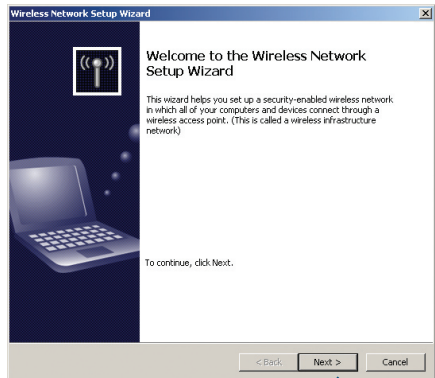 Wireless Network Setup Wizard
Welcome to the Wireless Network
Setup Wizard
This wizard helps you set up a security-enabled wireless network
in which all of your computers and devices connect through a
wireless access point. (This is called a wireless infrastructure
network)
To continue, click Next.
< Back
Next >
Cancel